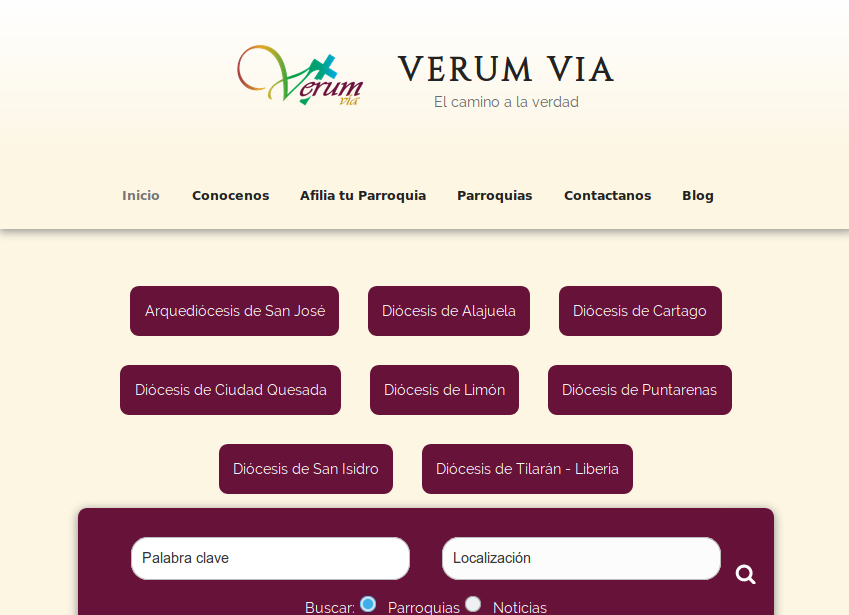 Verum
via
VERUM VIA
El camino a la verdad
Inicio Conocenos Afilia tu Parroquia Parroquias Contactanos Blog
Arquediócesis de San José Diócesis de Alajuela Diócesis de Cartago
Diócesis de Ciudad Quesada Diócesis de Limón Diócesis de Puntarenas
Diócesis de San Isidro Diócesis de Tilarán - Liberia
Palabra clave Localización
Buscar: Parroquias Noticias